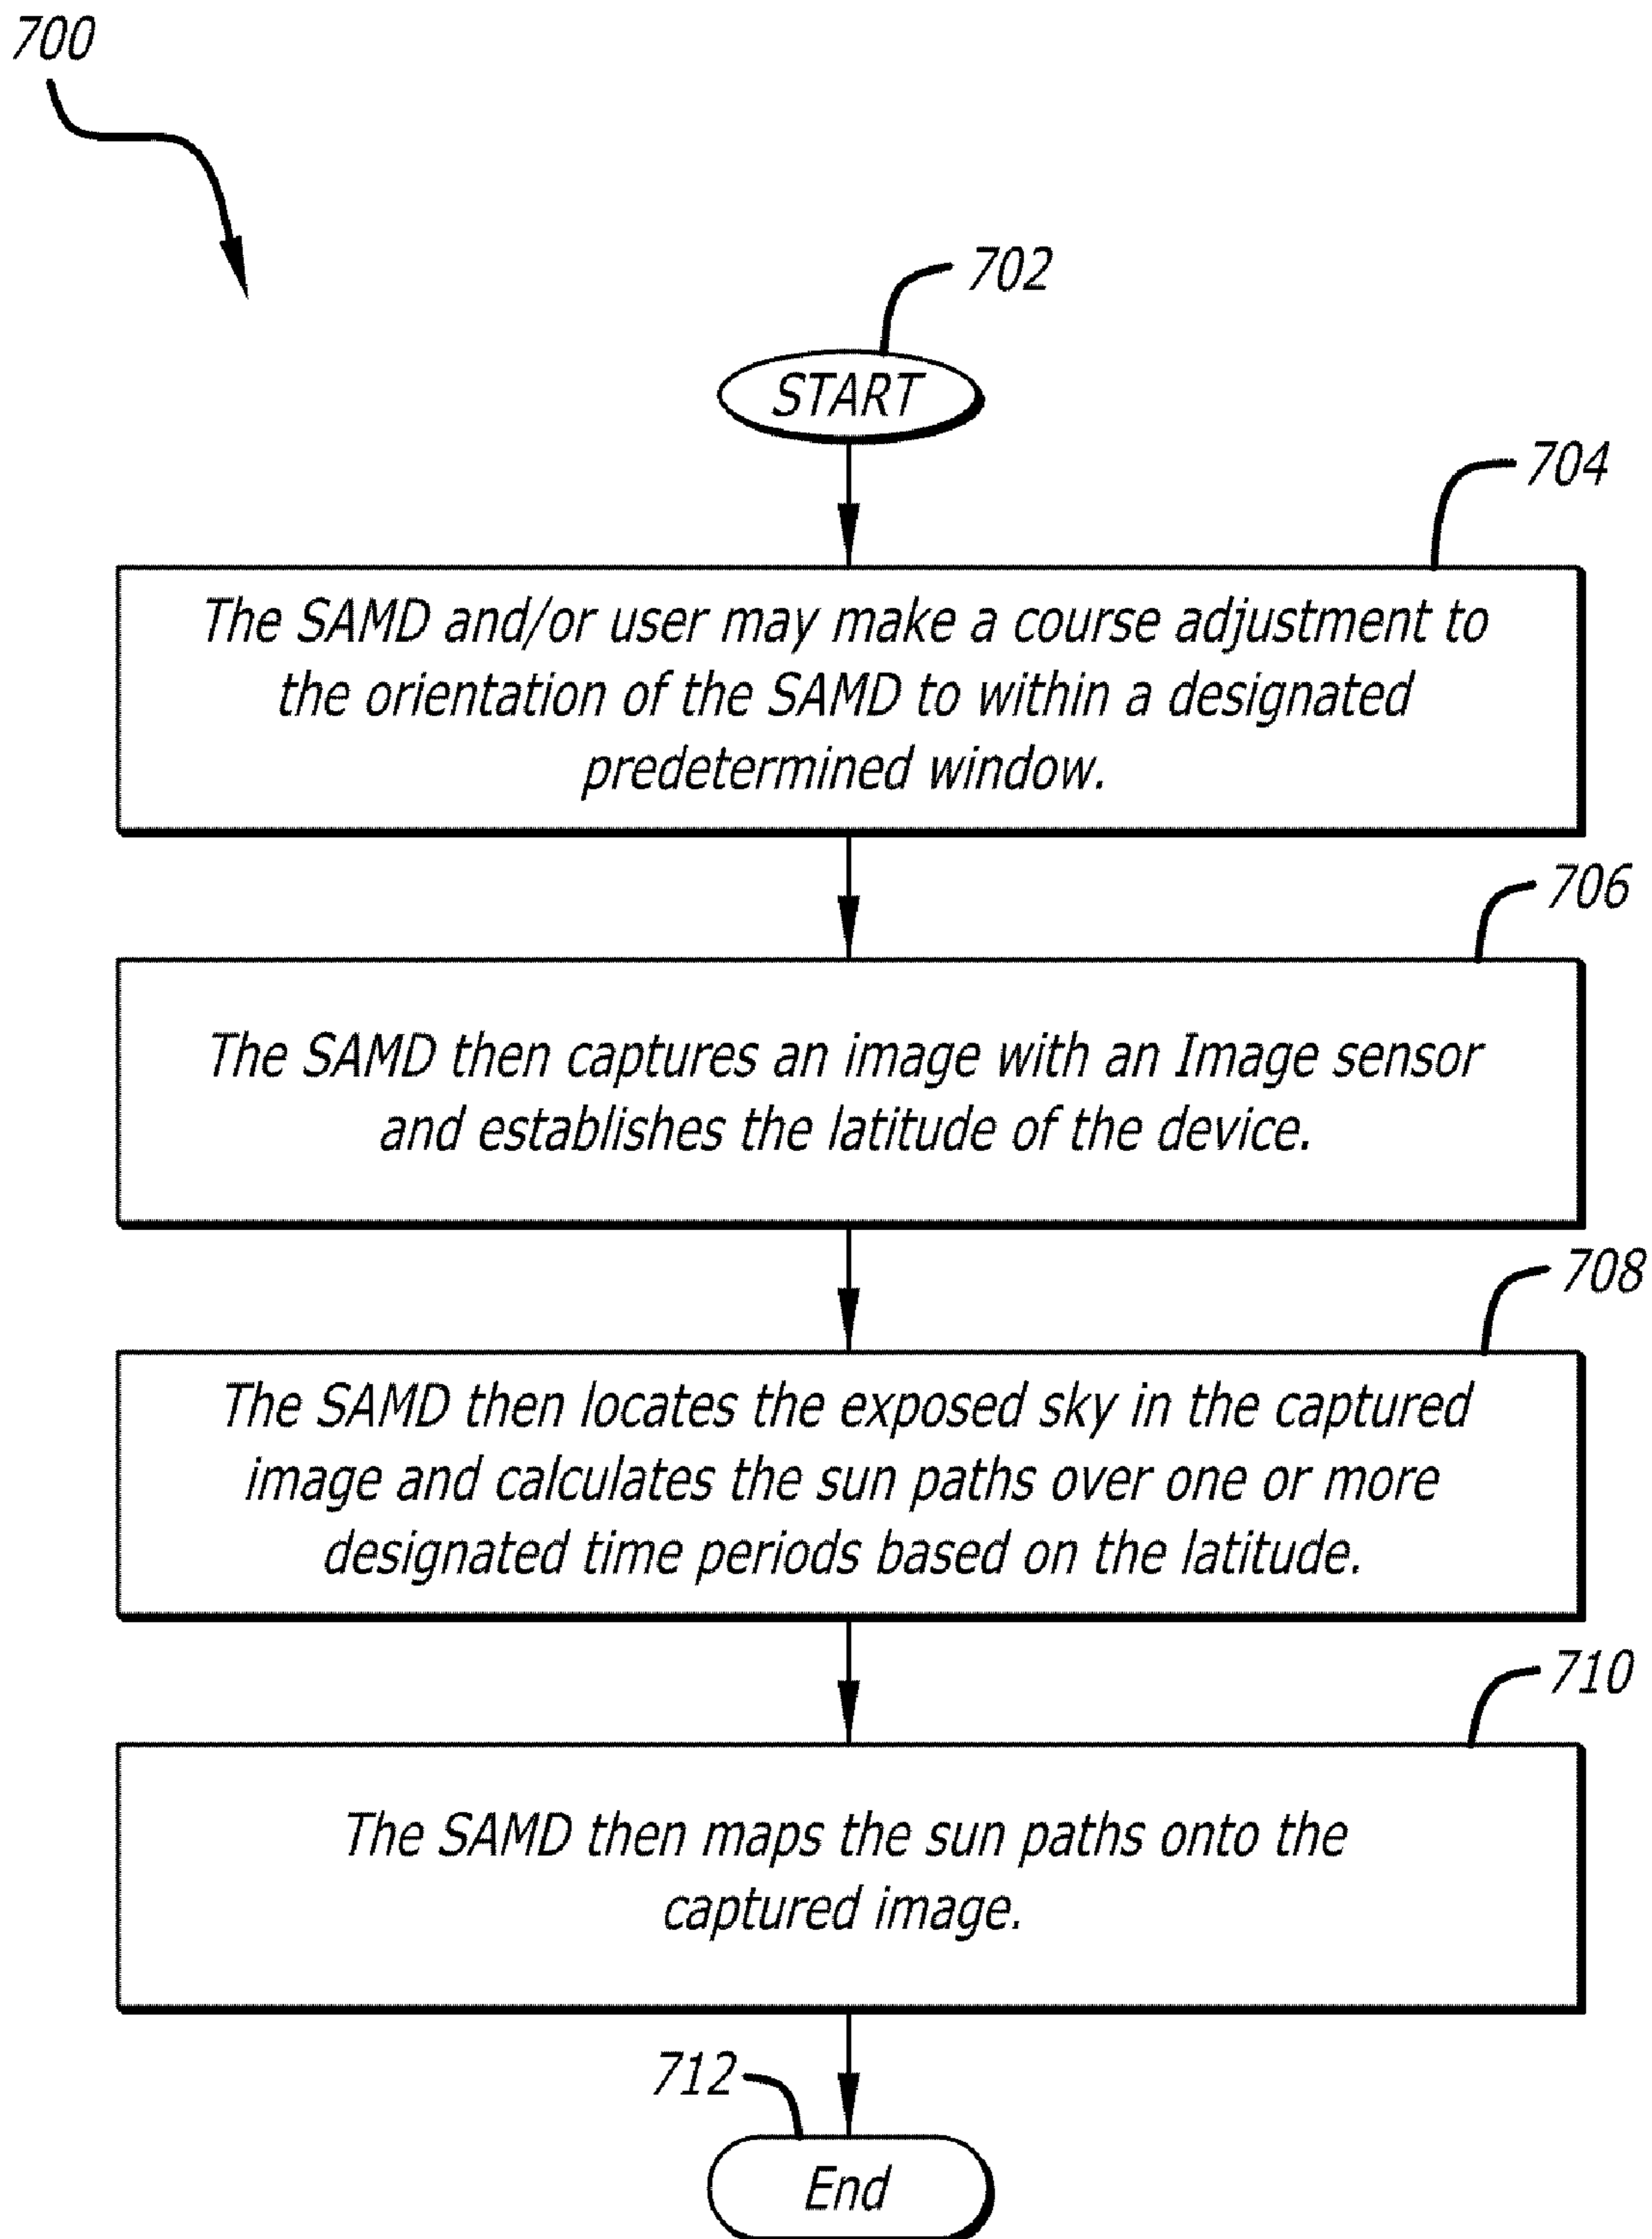 700
702
START
704
The SAMD and/or user may make a course adjustment to
the orientation of the SAMD to within a designated
predetermined window.
706
The SAMD then captures an image with an Image sensor
and establishes the latitude of the device.
708
The SAMD then locates the exposed sky in the captured
image and calculates the sun paths over one or more
designated time periods based on the latitude.
710
The SAMD then maps the sun paths onto the
captured image.
712
End